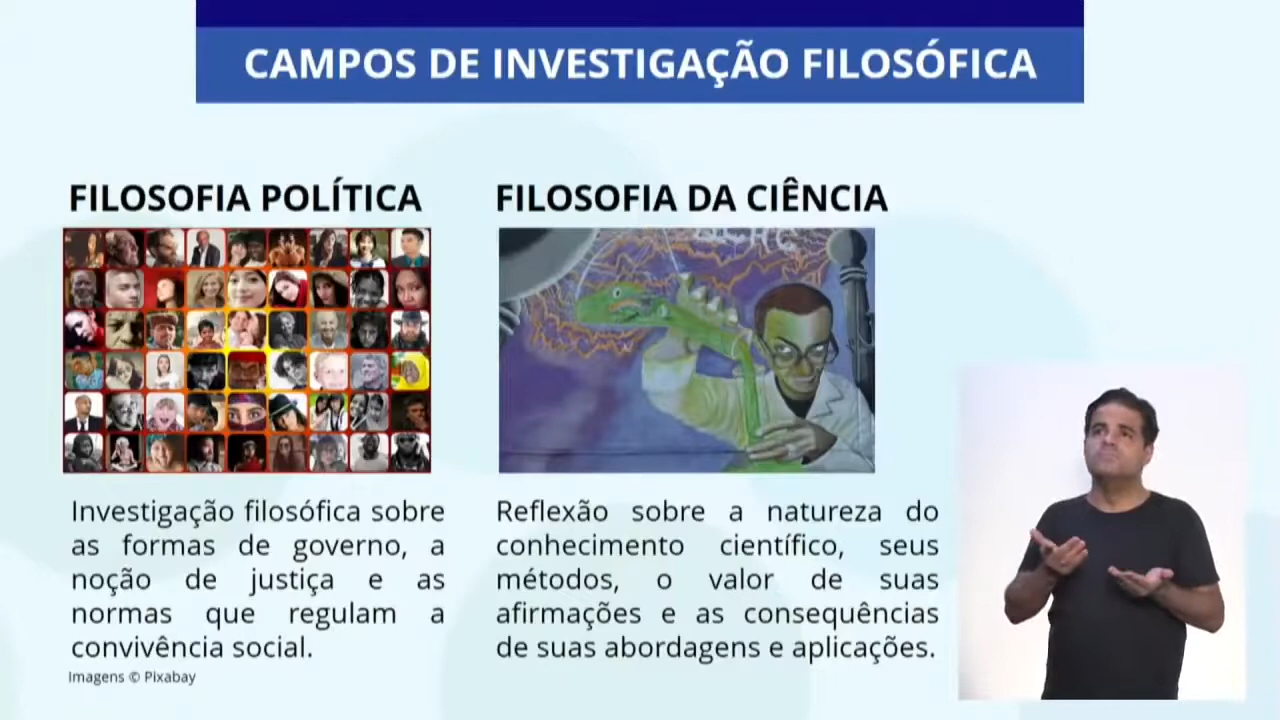 CAMPOS DE INVESTIGAÇÃO FILOSÓFICA
FILOSOFIA POLÍTICA
Investigação filosófica sobre
as formas de governo, a
noção de justiça e as
normas que regulam a
convivência social.
Imagens © Pixabay
FILOSOFIA DA CIÊNCIA
Reflexão sobre a natureza do
conhecimento científico, seus
métodos, o valor de suas
afirmações e as consequências
de suas abordagens e aplicações.